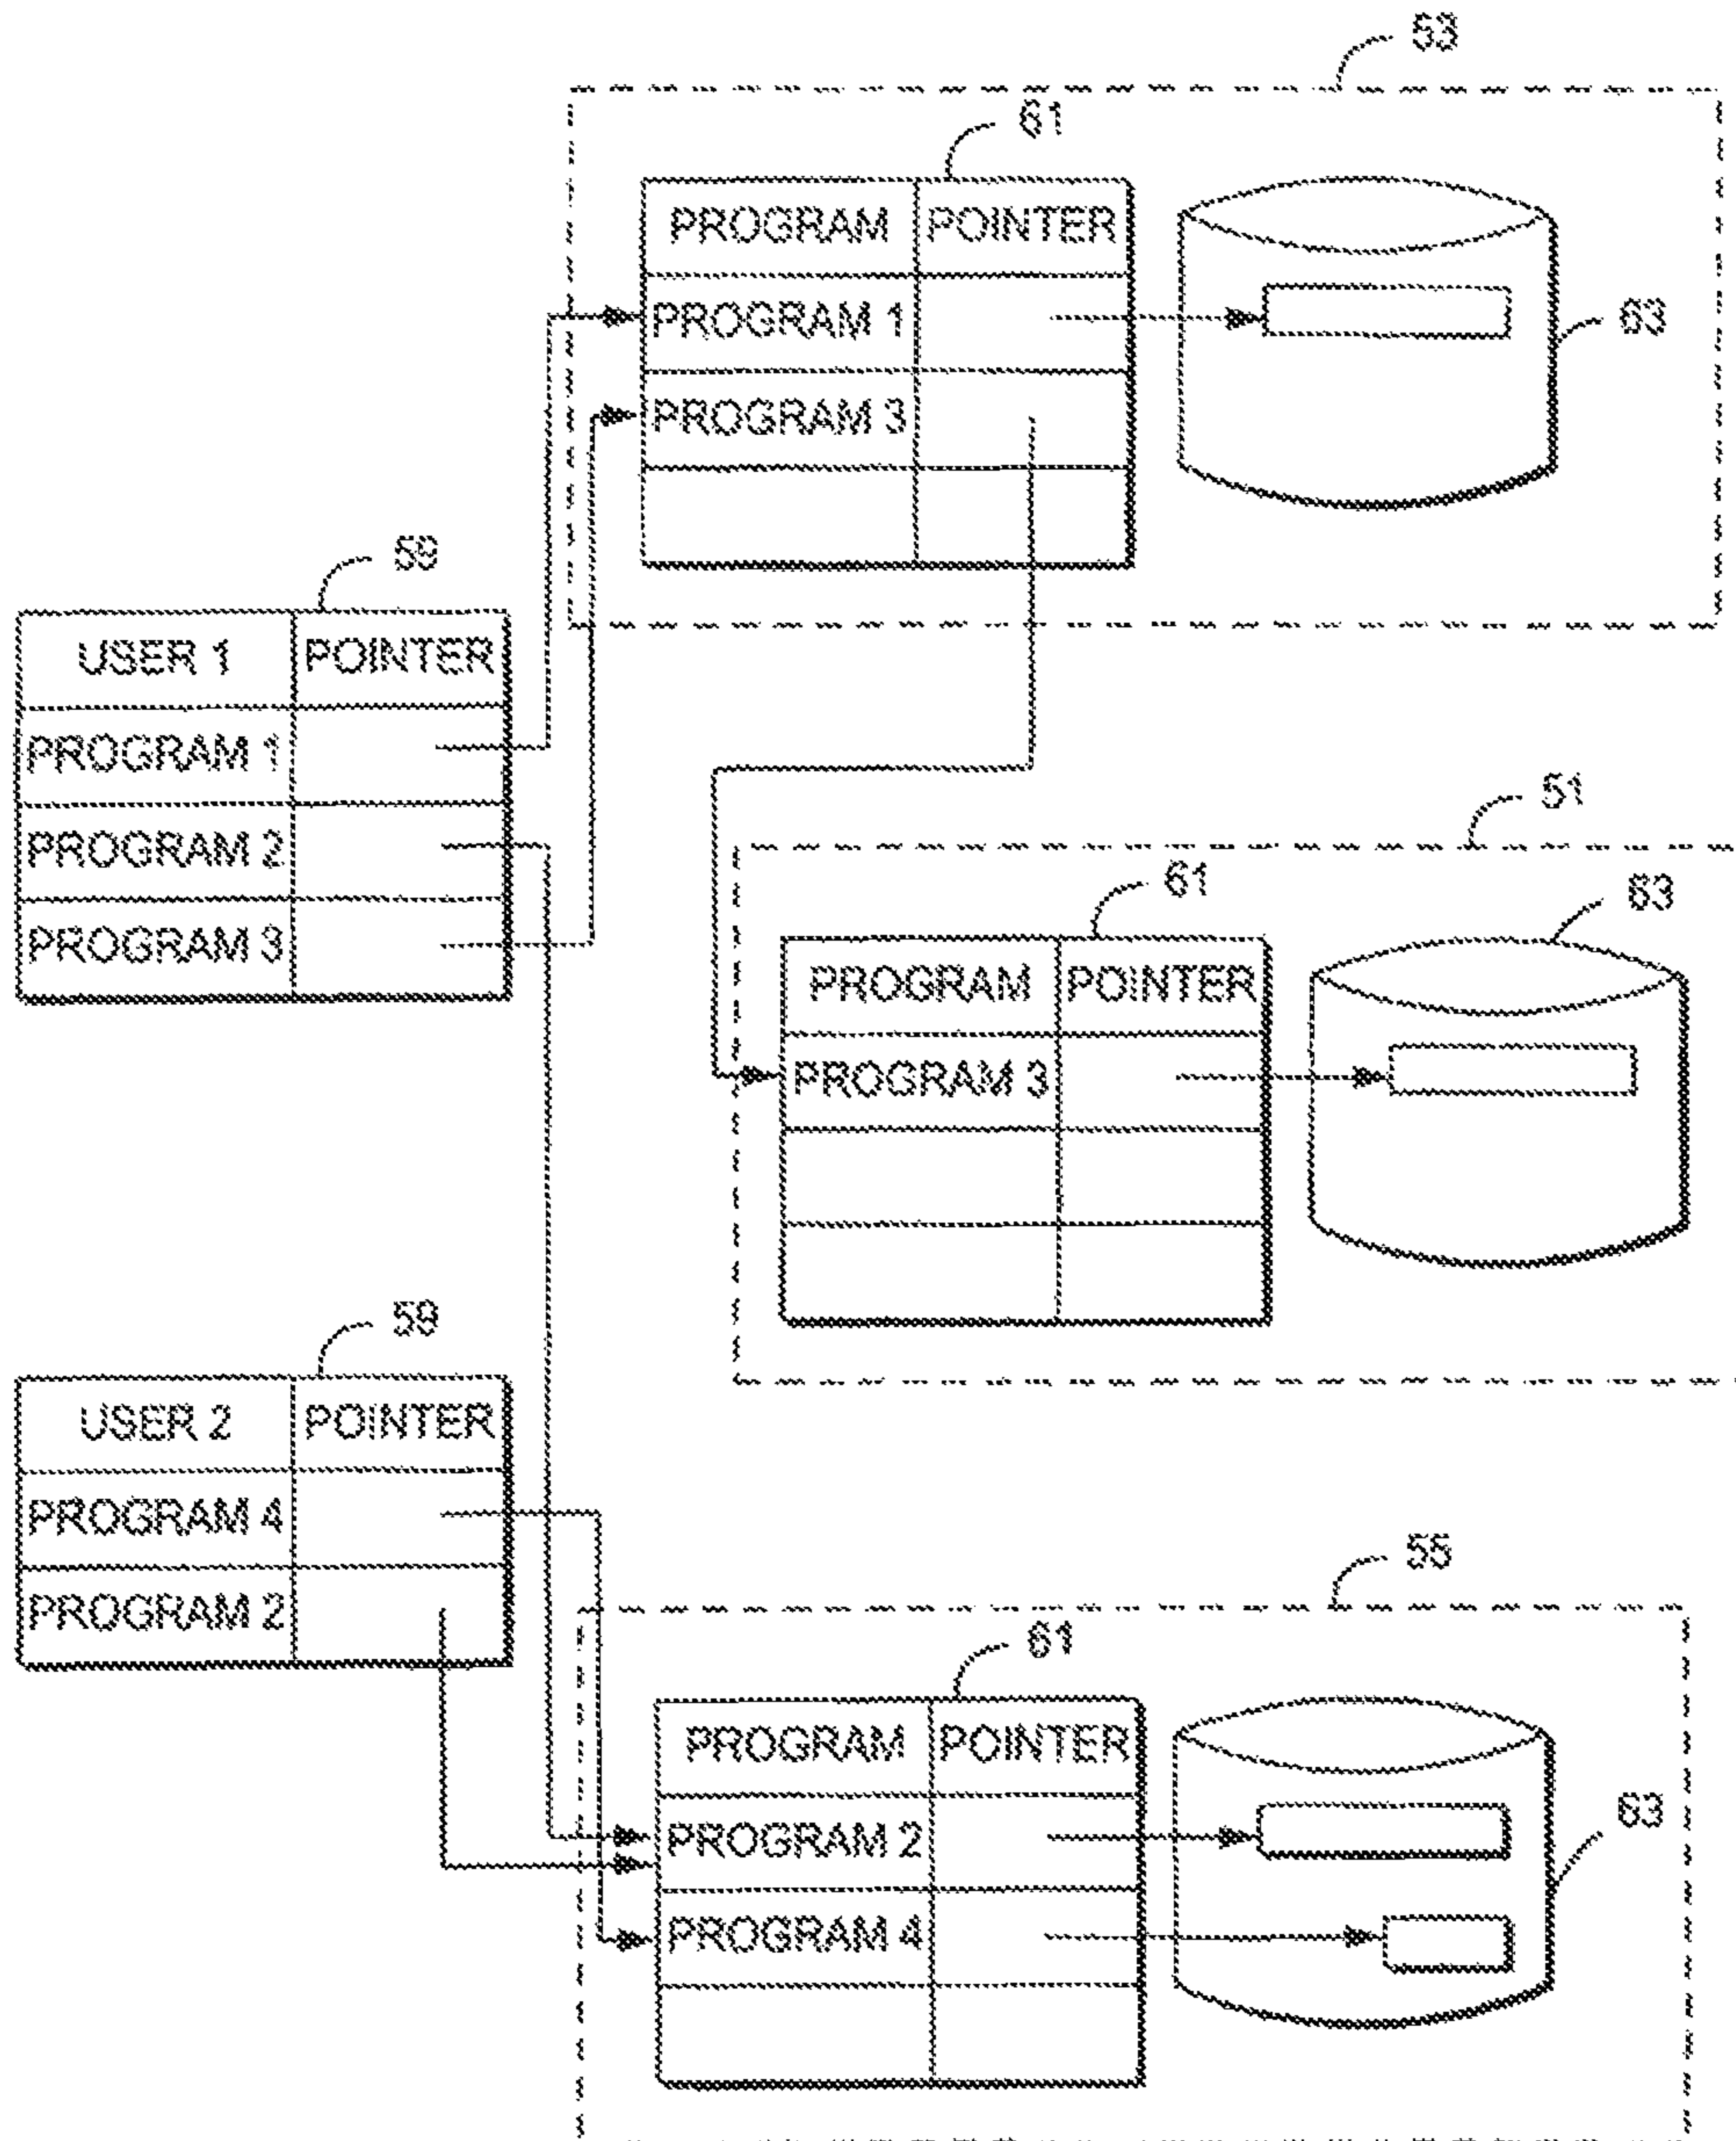 53
61
PROGRAM POINTER
PROGRAM 1
63
PROGRAM 3
59
USER 1 POINTER
PROGRAM 1
PROGRAM 2
PROGRAM 3
51
61
63
PROGRAM POINTER
PROGRAM 3
59
USER 2 POINTER
PROGRAM 4
PROGRAM 2
55
61
PROGRAM POINTER
PROGRAM 2
63
PROGRAM 4